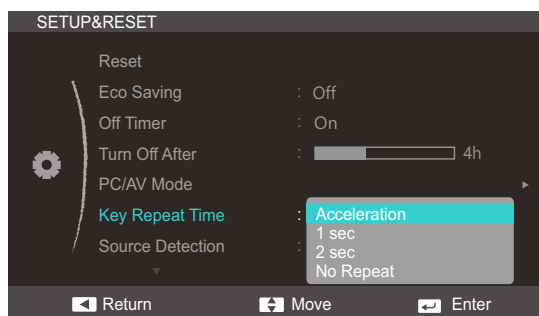 SETUP&RESET
Reset
Eco Saving : Off
Off Timer : On
Turn Off After : 4h
PC/AV Mode
Key Repeat Time : Acceleration
1 sec
Source Detection : 2 sec
No Repeat
Return Move Enter